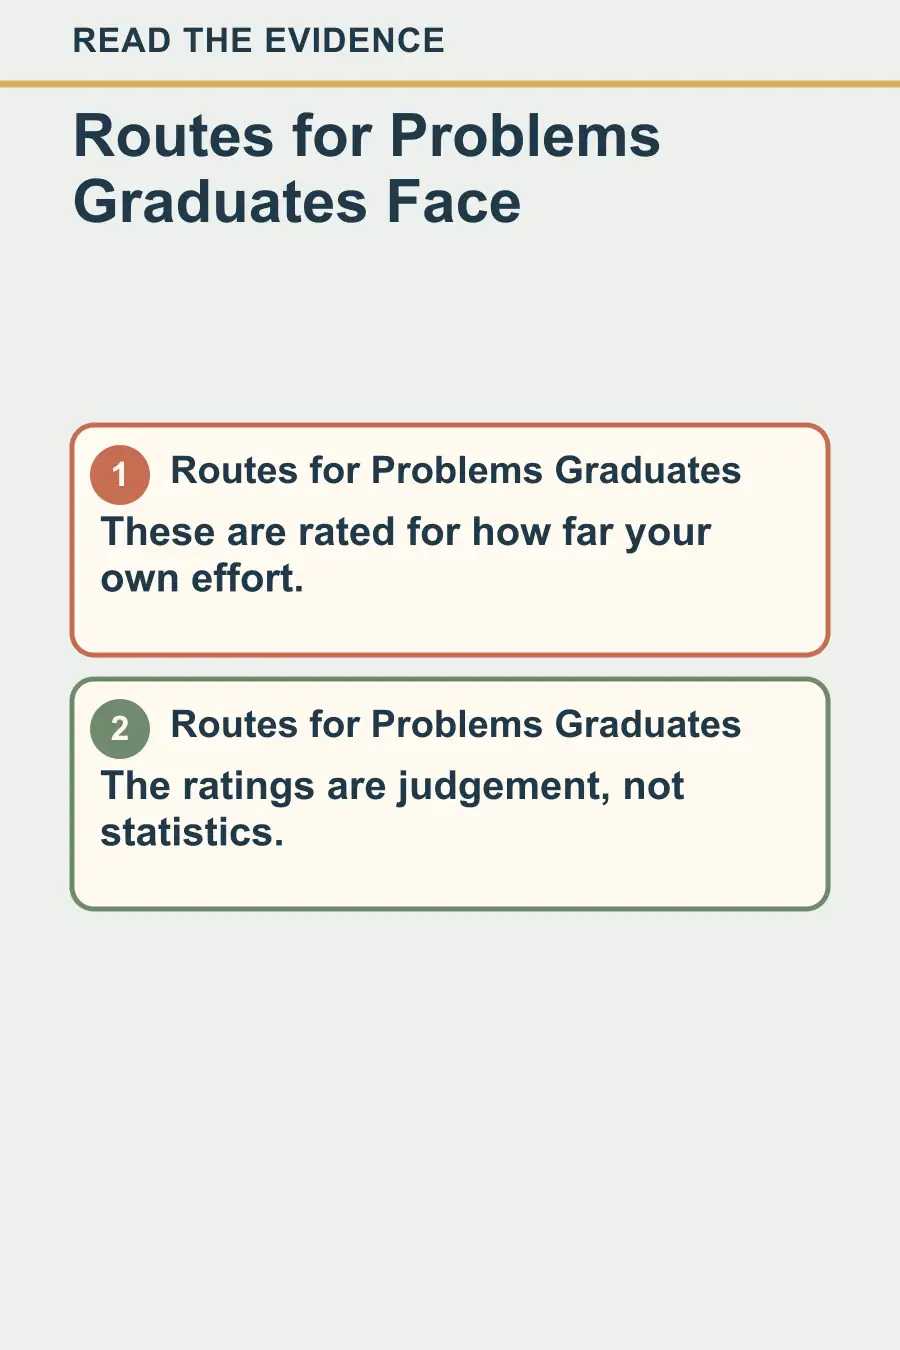 READ THE EVIDENCE
Routes for Problems
Graduates Face
1 Routes for Problems Graduates
These are rated for how far your
own effort.
2 Routes for Problems Graduates
The ratings are judgement, not
statistics.